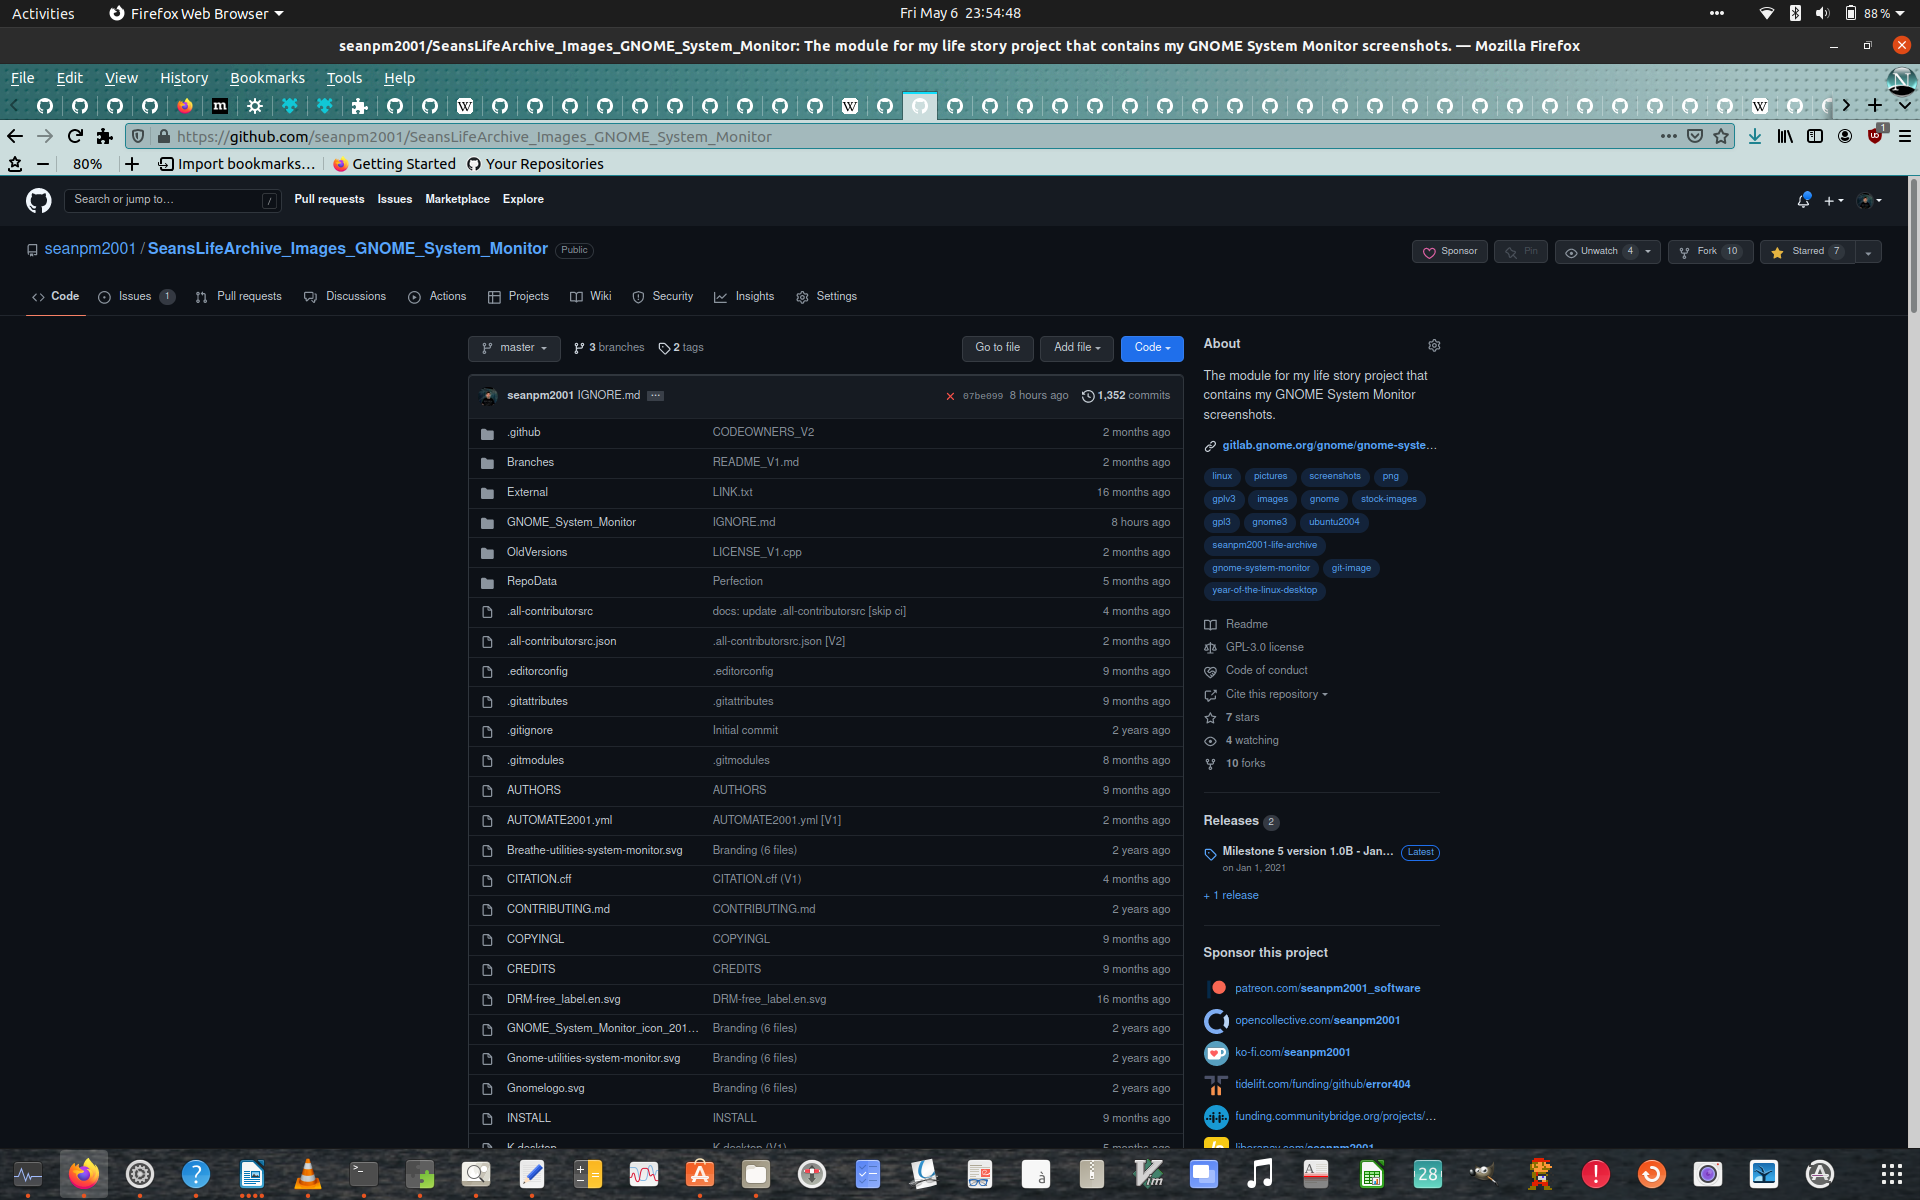 Activities Firefox Web Browser Fri May 6 23:54:48 88 %
seanpm2001/SeansLifeArchive_Images_GNOME_System_Monitor: The module for my life story project that contains my GNOME System Monitor screenshots. — Mozilla Firefox
File Edit View History Bookmarks Tools Help
https://github.com/seanpm2001/SeansLifeArchive_Images_GNOME_System_Monitor 1
80% Import bookmarks… Getting Started Your Repositories
Search or jump to… / Pull requests Issues Marketplace Explore
seanpm2001 / SeansLifeArchive_Images_GNOME_System_Monitor Public Sponsor Pin Unwatch 4 Fork 10 Starred 7
Code Issues 1 Pull requests Discussions Actions Projects Wiki Security Insights Settings
master 3 branches 2 tags Go to file Add file Code
seanpm2001 IGNORE.md … 07be099 8 hours ago 1,352 commits
.github CODEOWNERS_V2 2 months ago
Branches README_V1.md 2 months ago
External LINK.txt 16 months ago
GNOME_System_Monitor IGNORE.md 8 hours ago
OldVersions LICENSE_V1.cpp 2 months ago
RepoData Perfection 5 months ago
.all-contributorsrc docs: update .all-contributorsrc [skip ci] 4 months ago
.all-contributorsrc.json .all-contributorsrc.json [V2] 2 months ago
.editorconfig .editorconfig 9 months ago
.gitattributes .gitattributes 9 months ago
.gitignore Initial commit 2 years ago
.gitmodules .gitmodules 8 months ago
AUTHORS AUTHORS 9 months ago
AUTOMATE2001.yml AUTOMATE2001.yml [V1] 2 months ago
Breathe-utilities-system-monitor.svg Branding (6 files) 2 years ago
CITATION.cff CITATION.cff (V1) 4 months ago
CONTRIBUTING.md CONTRIBUTING.md 2 years ago
COPYINGL COPYINGL 9 months ago
CREDITS CREDITS 9 months ago
DRM-free_label.en.svg DRM-free_label.en.svg 16 months ago
GNOME_System_Monitor_icon_201… Branding (6 files) 2 years ago
Gnome-utilities-system-monitor.svg Branding (6 files) 2 years ago
Gnomelogo.svg Branding (6 files) 2 years ago
INSTALL INSTALL 9 months ago
K.desktop K.desktop (V1) 5 months ago
About
The module for my life story project that
contains my GNOME System Monitor
screenshots.
gitlab.gnome.org/gnome/gnome-syste…
linux pictures screenshots png
gplv3 images gnome stock-images
gpl3 gnome3 ubuntu2004
seanpm2001-life-archive
gnome-system-monitor git-image
year-of-the-linux-desktop
Readme
GPL-3.0 license
Code of conduct
Cite this repository
7 stars
4 watching
10 forks
Releases 2
Milestone 5 version 1.0B - Jan… Latest
on Jan 1, 2021
+ 1 release
Sponsor this project
patreon.com/seanpm2001_software
opencollective.com/seanpm2001
ko-fi.com/seanpm2001
tidelift.com/funding/github/error404
funding.communitybridge.org/projects/…
liberapay.com/seanpm2001
28